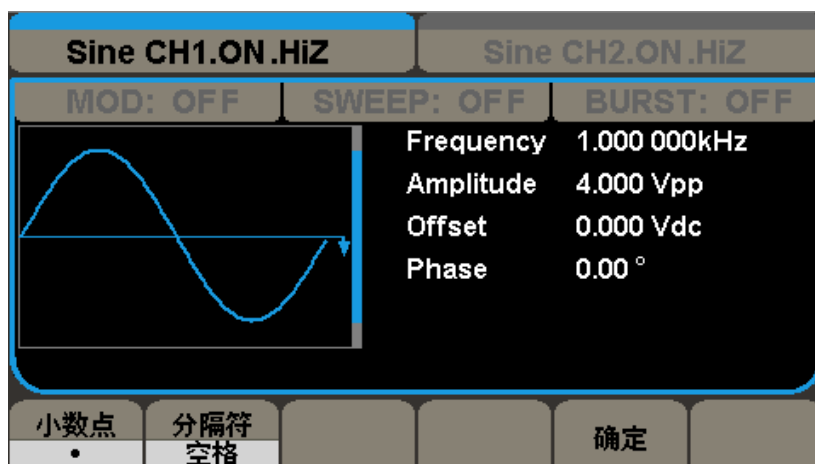 Sine CH1.ON.HiZ
Sine CH2.ON.HiZ
MOD: OFF
SWEEP: OFF
BURST: OFF
Frequency 1.000 000kHz
Amplitude 4.000 Vpp
Offset 0.000 Vdc
Phase 0.00 °
小数点 分隔符 确定
• 空格